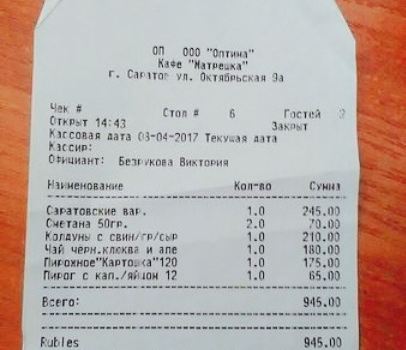 ОП ООО "Оптина"
Кафе "Матрешка"
г. Саратов ул. Октябрьская 9а
Чек # Стол # 6 Гостей
Открыт 14:43 Закрыт
Кассовая дата 03-04-2017 Текущая дата
Кассир:
Официант: Безрукова Виктория
Наименование Кол-во Сумма
Саратовские вар. 1.0 245.00
Сметана 50гр. 2.0 70.00
Колдуны с свин/гр/сыр 1.0 210.00
Чай черн.клюква и апе 1.0 180.00
Пирожное"Картошка"120 1.0 175.00
Пирог с кап./яйцом 12 1.0 65.00
Всего: 945.00
Rubles 945.00